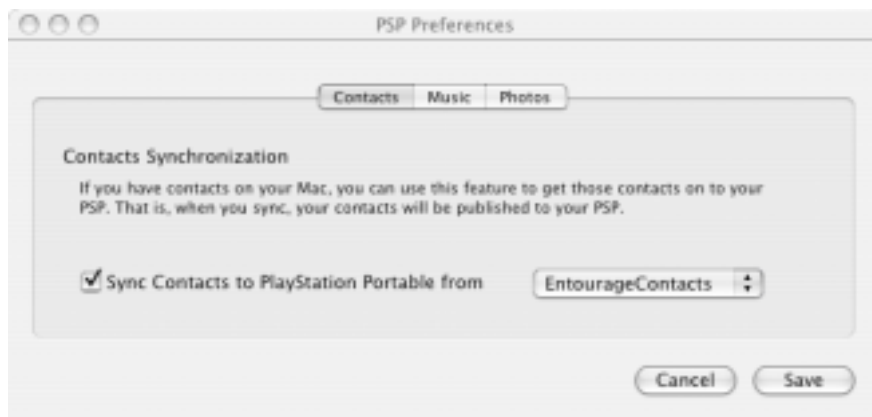 PSP Preferences
Contacts Music Photos
Contacts Synchronization
If you have contacts on your Mac, you can use this feature to get those contacts on to your
PSP. That is, when you sync, your contacts will be published to your PSP.
Sync Contacts to PlayStation Portable from EntourageContacts
Cancel Save